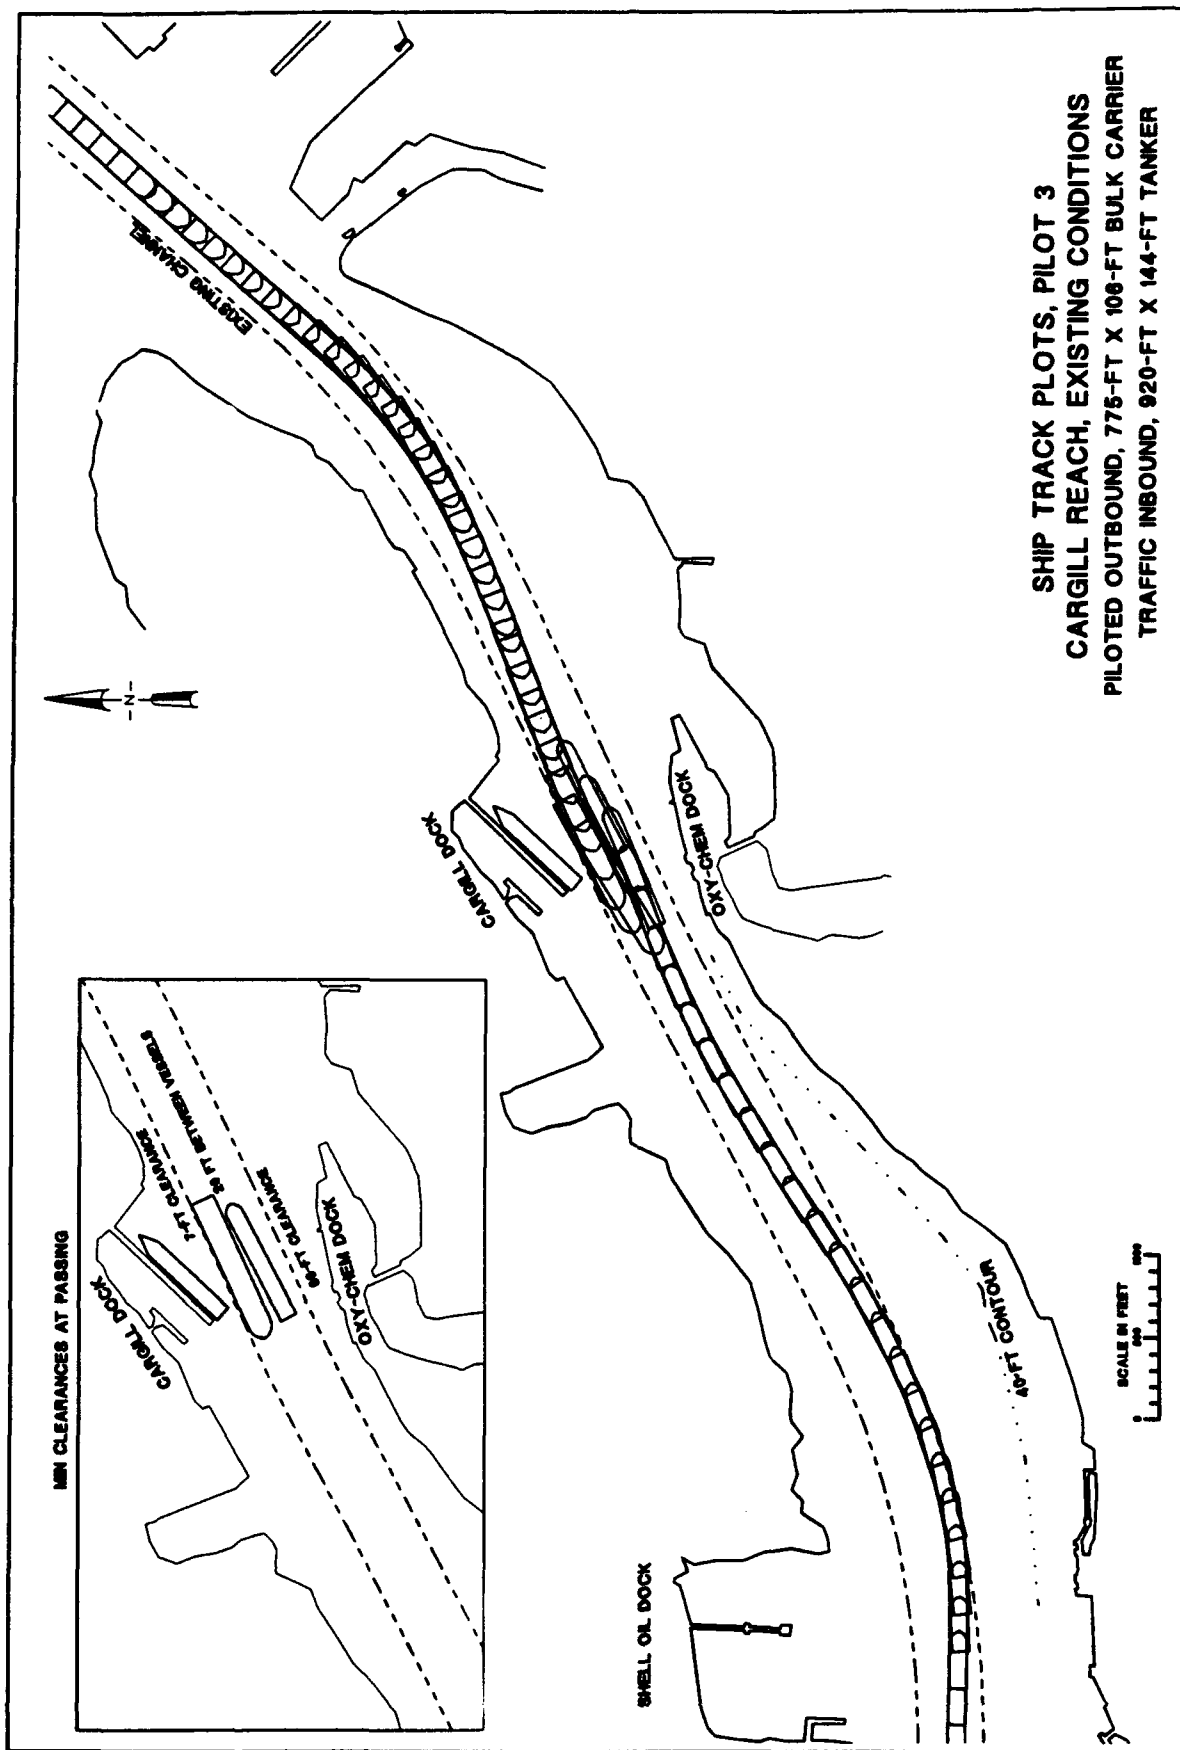 MIN CLEARANCES AT PASSING
CARGILL DOCK
7-FT CLEARANCE
FT BETWEEN VESSELS
-FT CLEARANCE
OXY-CHEM DOCK
-N-
EXISTING CHANNEL
CARGILL DOCK
OXY-CHEM DOCK
SHELL OIL DOCK
40-FT CONTOUR
SCALE IN FEET
0
SHIP TRACK PLOTS, PILOT 3
CARGILL REACH, EXISTING CONDITIONS
PILOTED OUTBOUND, 775-FT X 106-FT BULK CARRIER
TRAFFIC INBOUND, 920-FT X 144-FT TANKER